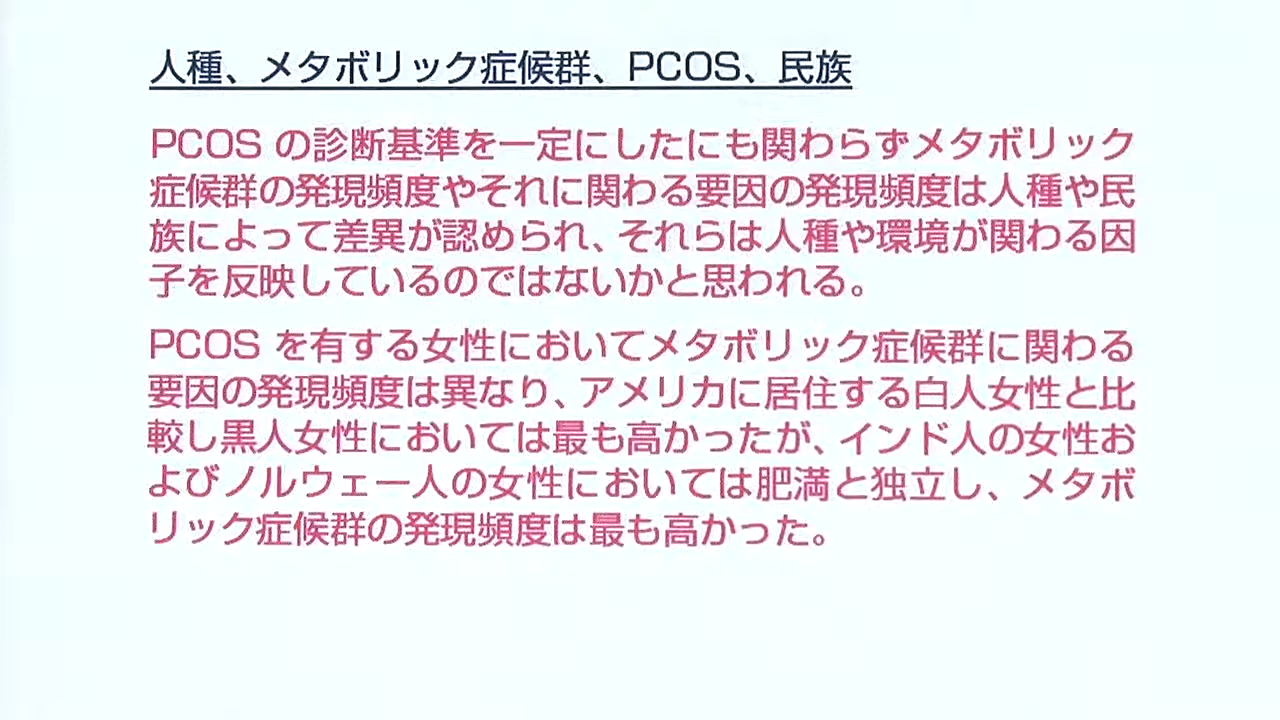 人種、メタボリック症候群、PCOS、民族
PCOS の診断基準を一定にしたにも関わらずメタボリック
症候群の発現頻度やそれに関わる要因の発現頻度は人種や民
族によって差異が認められ、それらは人種や環境が関わる因
子を反映しているのではないかと思われる。
PCOS を有する女性においてメタボリック症候群に関わる
要因の発現頻度は異なり、アメリカに居住する白人女性と比
較し黒人女性においては最も高かったが、インド人の女性お
よびノルウェー人の女性においては肥満と独立し、メタボ
リック症候群の発現頻度は最も高かった。